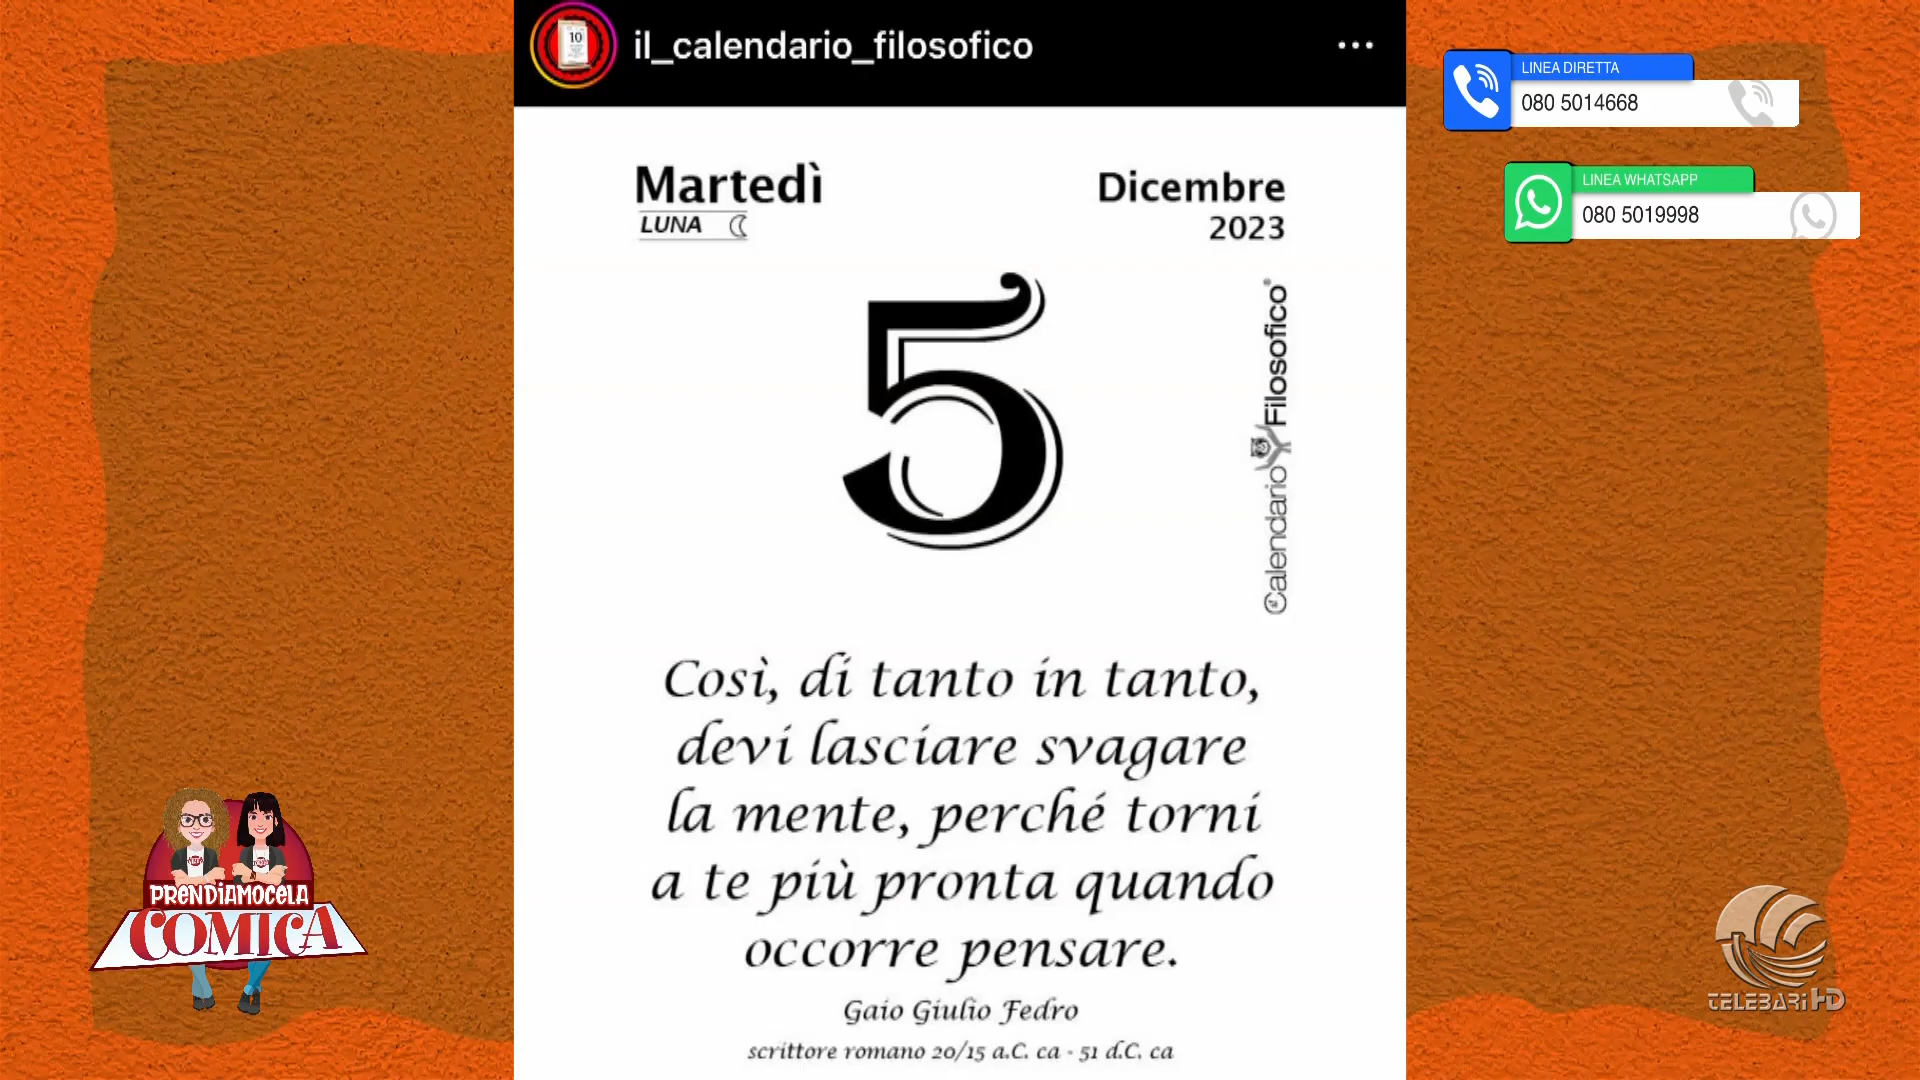 il_calendario_filosofico
LINEA DIRETTA
080 5014668
LINEA WHATSAPP
080 5019998
10
Martedì
Dicembre
LUNA
2023
5
Calendario Filosofico®
Così, di tanto in tanto,
devi lasciare svagare
la mente, perché torni
a te più pronta quando
occorre pensare.
Gaio Giulio Fedro
scrittore romano 20/15 a.C. ca - 51 d.C. ca
PRENDIAMOCELA
COMICA
TELEBARI HD